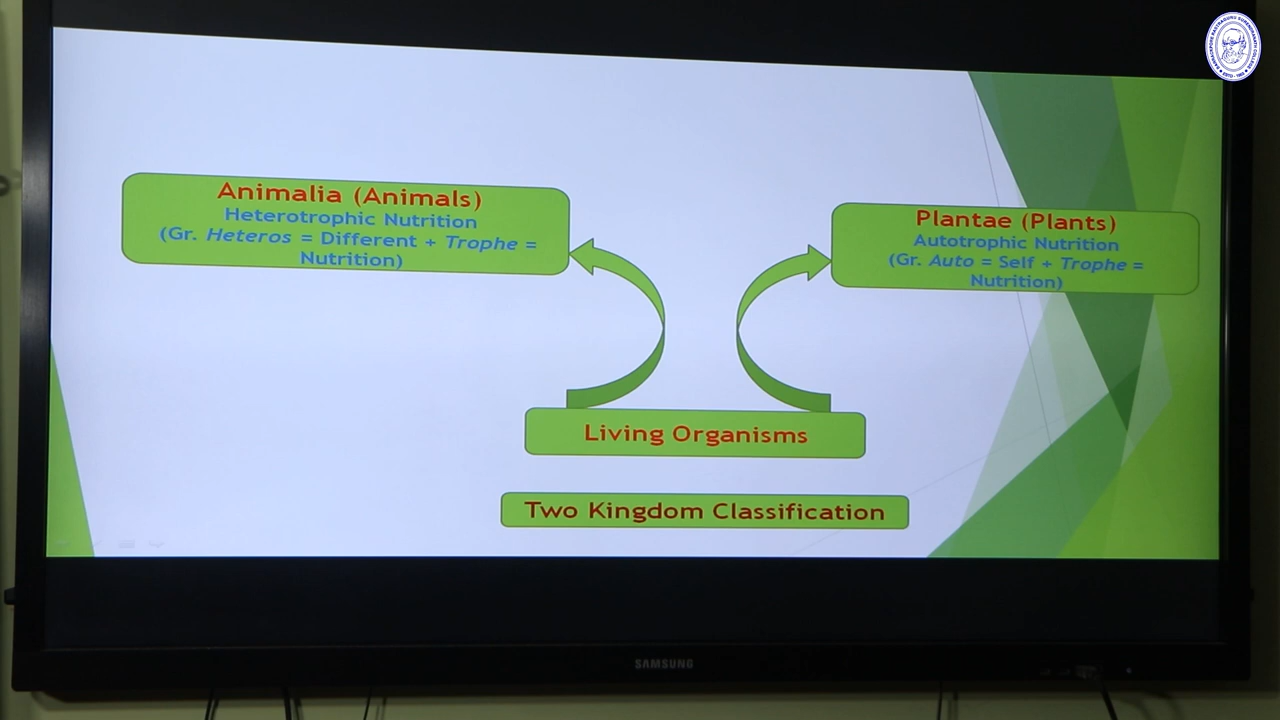 Animalia (Animals)
Heterotrophic Nutrition
(Gr. Heteros = Different + Trophe =
Nutrition)
Plantae (Plants)
Autotrophic Nutrition
(Gr. Auto = Self + Trophe =
Nutrition)
Living Organisms
Two Kingdom Classification
SAMSUNG